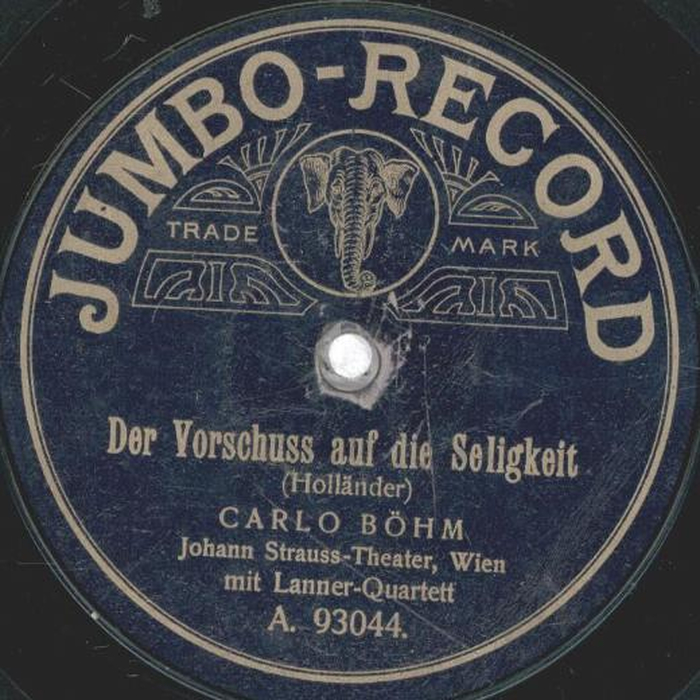 JUMBO-RECORD
TRADE MARK
Der Vorschuss auf die Seligkeit
(Holländer)
CARLO BÖHM
Johann Strauss-Theater, Wien
mit Lanner-Quartett
A. 93044.